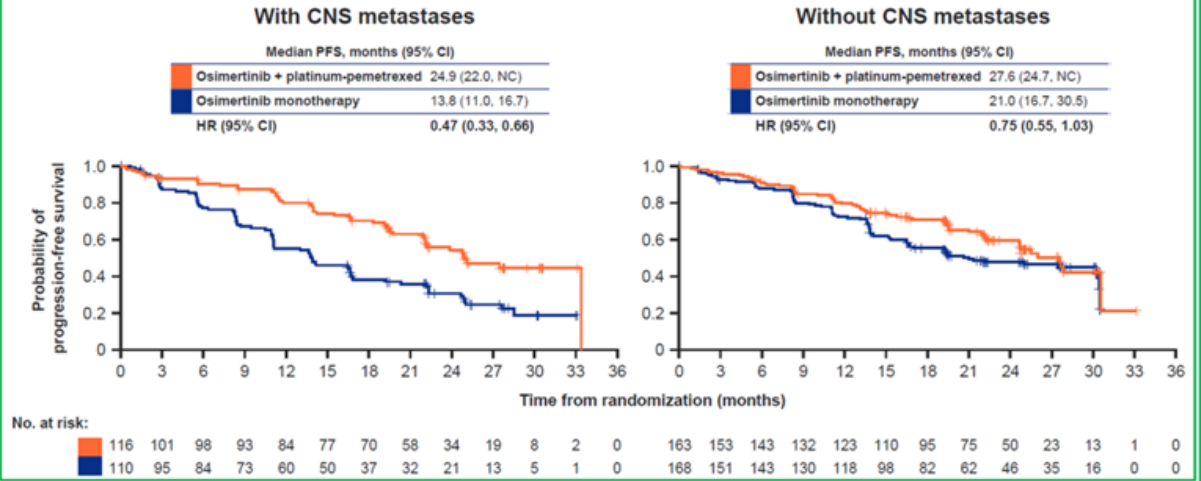 With CNS metastases
Median PFS, months (95% CI)
Osimertinib + platinum-pemetrexed 24.9 (22.0, NC)
Osimertinib monotherapy 13.8 (11.0, 16.7)
HR (95% CI) 0.47 (0.33, 0.66)
Without CNS metastases
Median PFS, months (95% CI)
Osimertinib + platinum-pemetrexed 27.6 (24.7, NC)
Osimertinib monotherapy 21.0 (16.7, 30.5)
HR (95% CI) 0.75 (0.55, 1.03)
Probability of
progression-free survival
1.0
0.8
0.6
0.4
0.2
0
0 3 6 9 12 15 18 21 24 27 30 33 36
1.0
0.8
0.6
0.4
0.2
0
0 3 6 9 12 15 18 21 24 27 30 33 36
Time from randomization (months)
No. at risk:
116 101 98 93 84 77 70 58 34 19 8 2 0
110 95 84 73 60 50 37 32 21 13 5 1 0
163 153 143 132 123 110 95 75 50 23 13 1 0
168 151 143 130 118 98 82 62 46 35 16 0 0